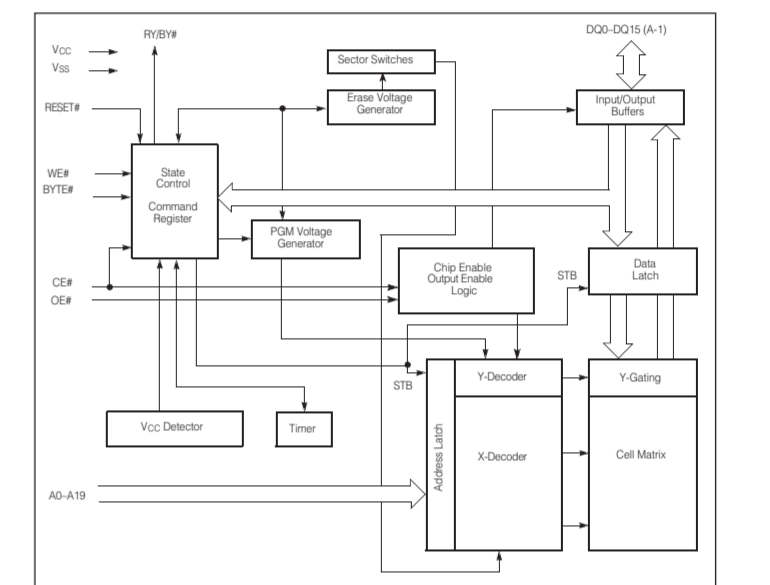 RY/BY#
DQ0–DQ15 (A-1)
VCC
VSS
Sector Switches
Erase Voltage
Generator
Input/Output
Buffers
RESET#
State
Control
Command
Register
WE#
BYTE#
PGM Voltage
Generator
Chip Enable
Output Enable
Logic
STB
Data
Latch
CE#
OE#
STB
Y-Decoder
Y-Gating
VCC Detector
Timer
Address Latch
X-Decoder
Cell Matrix
A0–A19